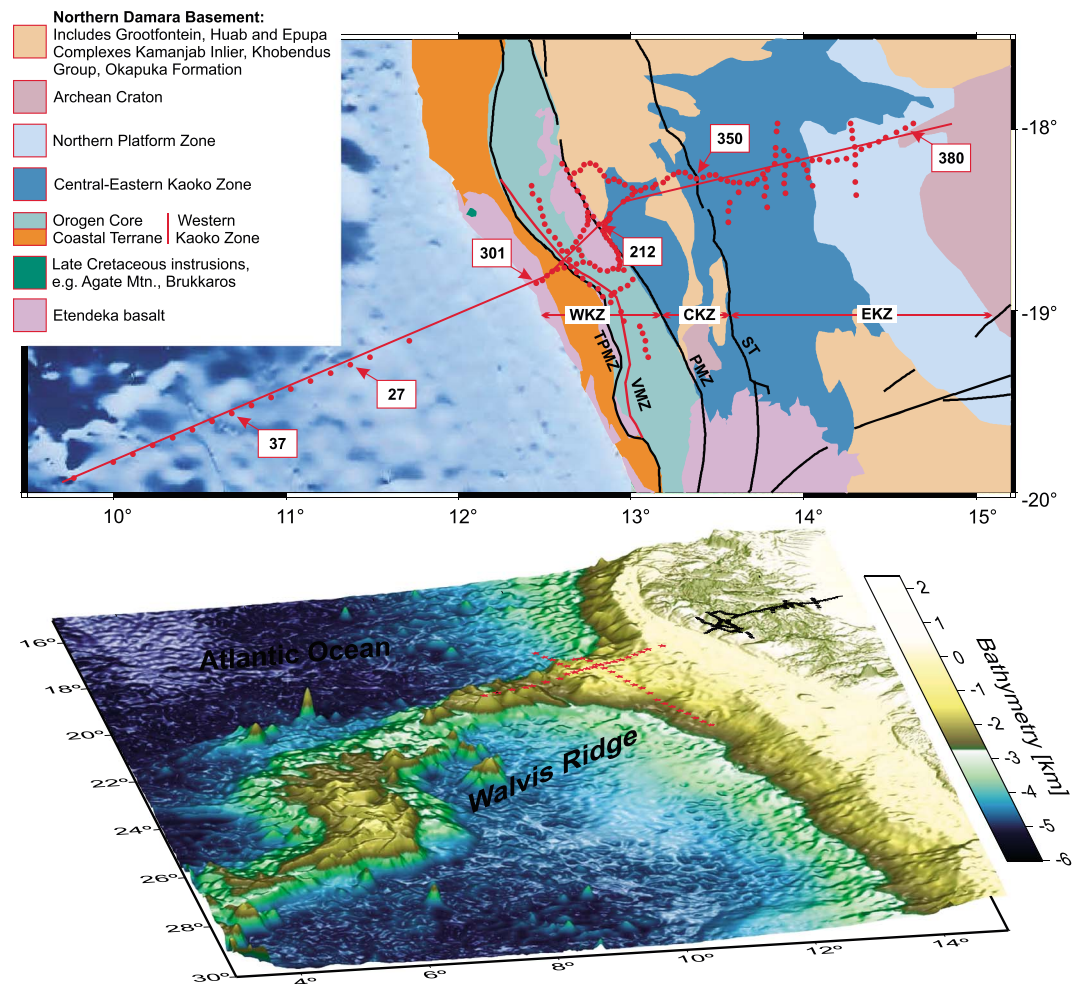 Northern Damara Basement:
Includes Grootfontein, Huab and Epupa
Complexes Kamanjab Inlier, Khobendus
Group, Okapuka Formation
Archean Craton
Northern Platform Zone
Central-Eastern Kaoko Zone
Orogen Core
Coastal Terrane
Western
Kaoko Zone
Late Cretaceous instrusions,
e.g. Agate Mtn., Brukkaros
Etendeka basalt
350
380
212
301
27
37
WKZ
CKZ
EKZ
TPMZ
VMZ
PMZ
ST
-18°
-19°
-20°
10°
11°
12°
13°
14°
15°
Atlantic Ocean
Walvis Ridge
16°
18°
20°
22°
24°
26°
28°
30°
4°
6°
8°
10°
12°
14°
2
1
0
-1
-2
-3
-4
-5
-6
Bathymetry [km]